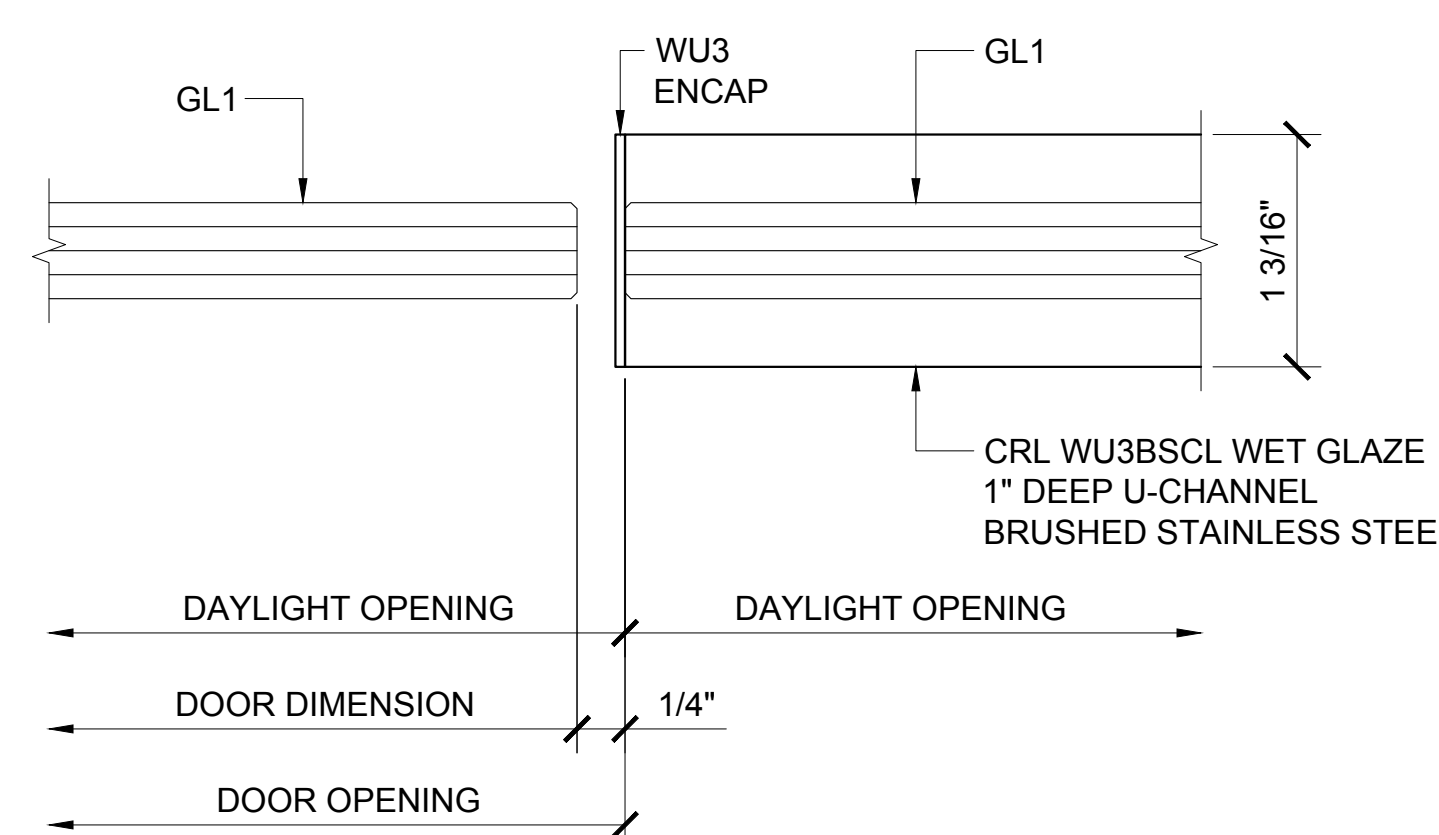 WU3
ENCAP
GL1
GL1
1 3/16"
CRL WU3BSCL WET GLAZE
1" DEEP U-CHANNEL
BRUSHED STAINLESS STEE
DAYLIGHT OPENING
DAYLIGHT OPENING
DOOR DIMENSION
1/4"
DOOR OPENING